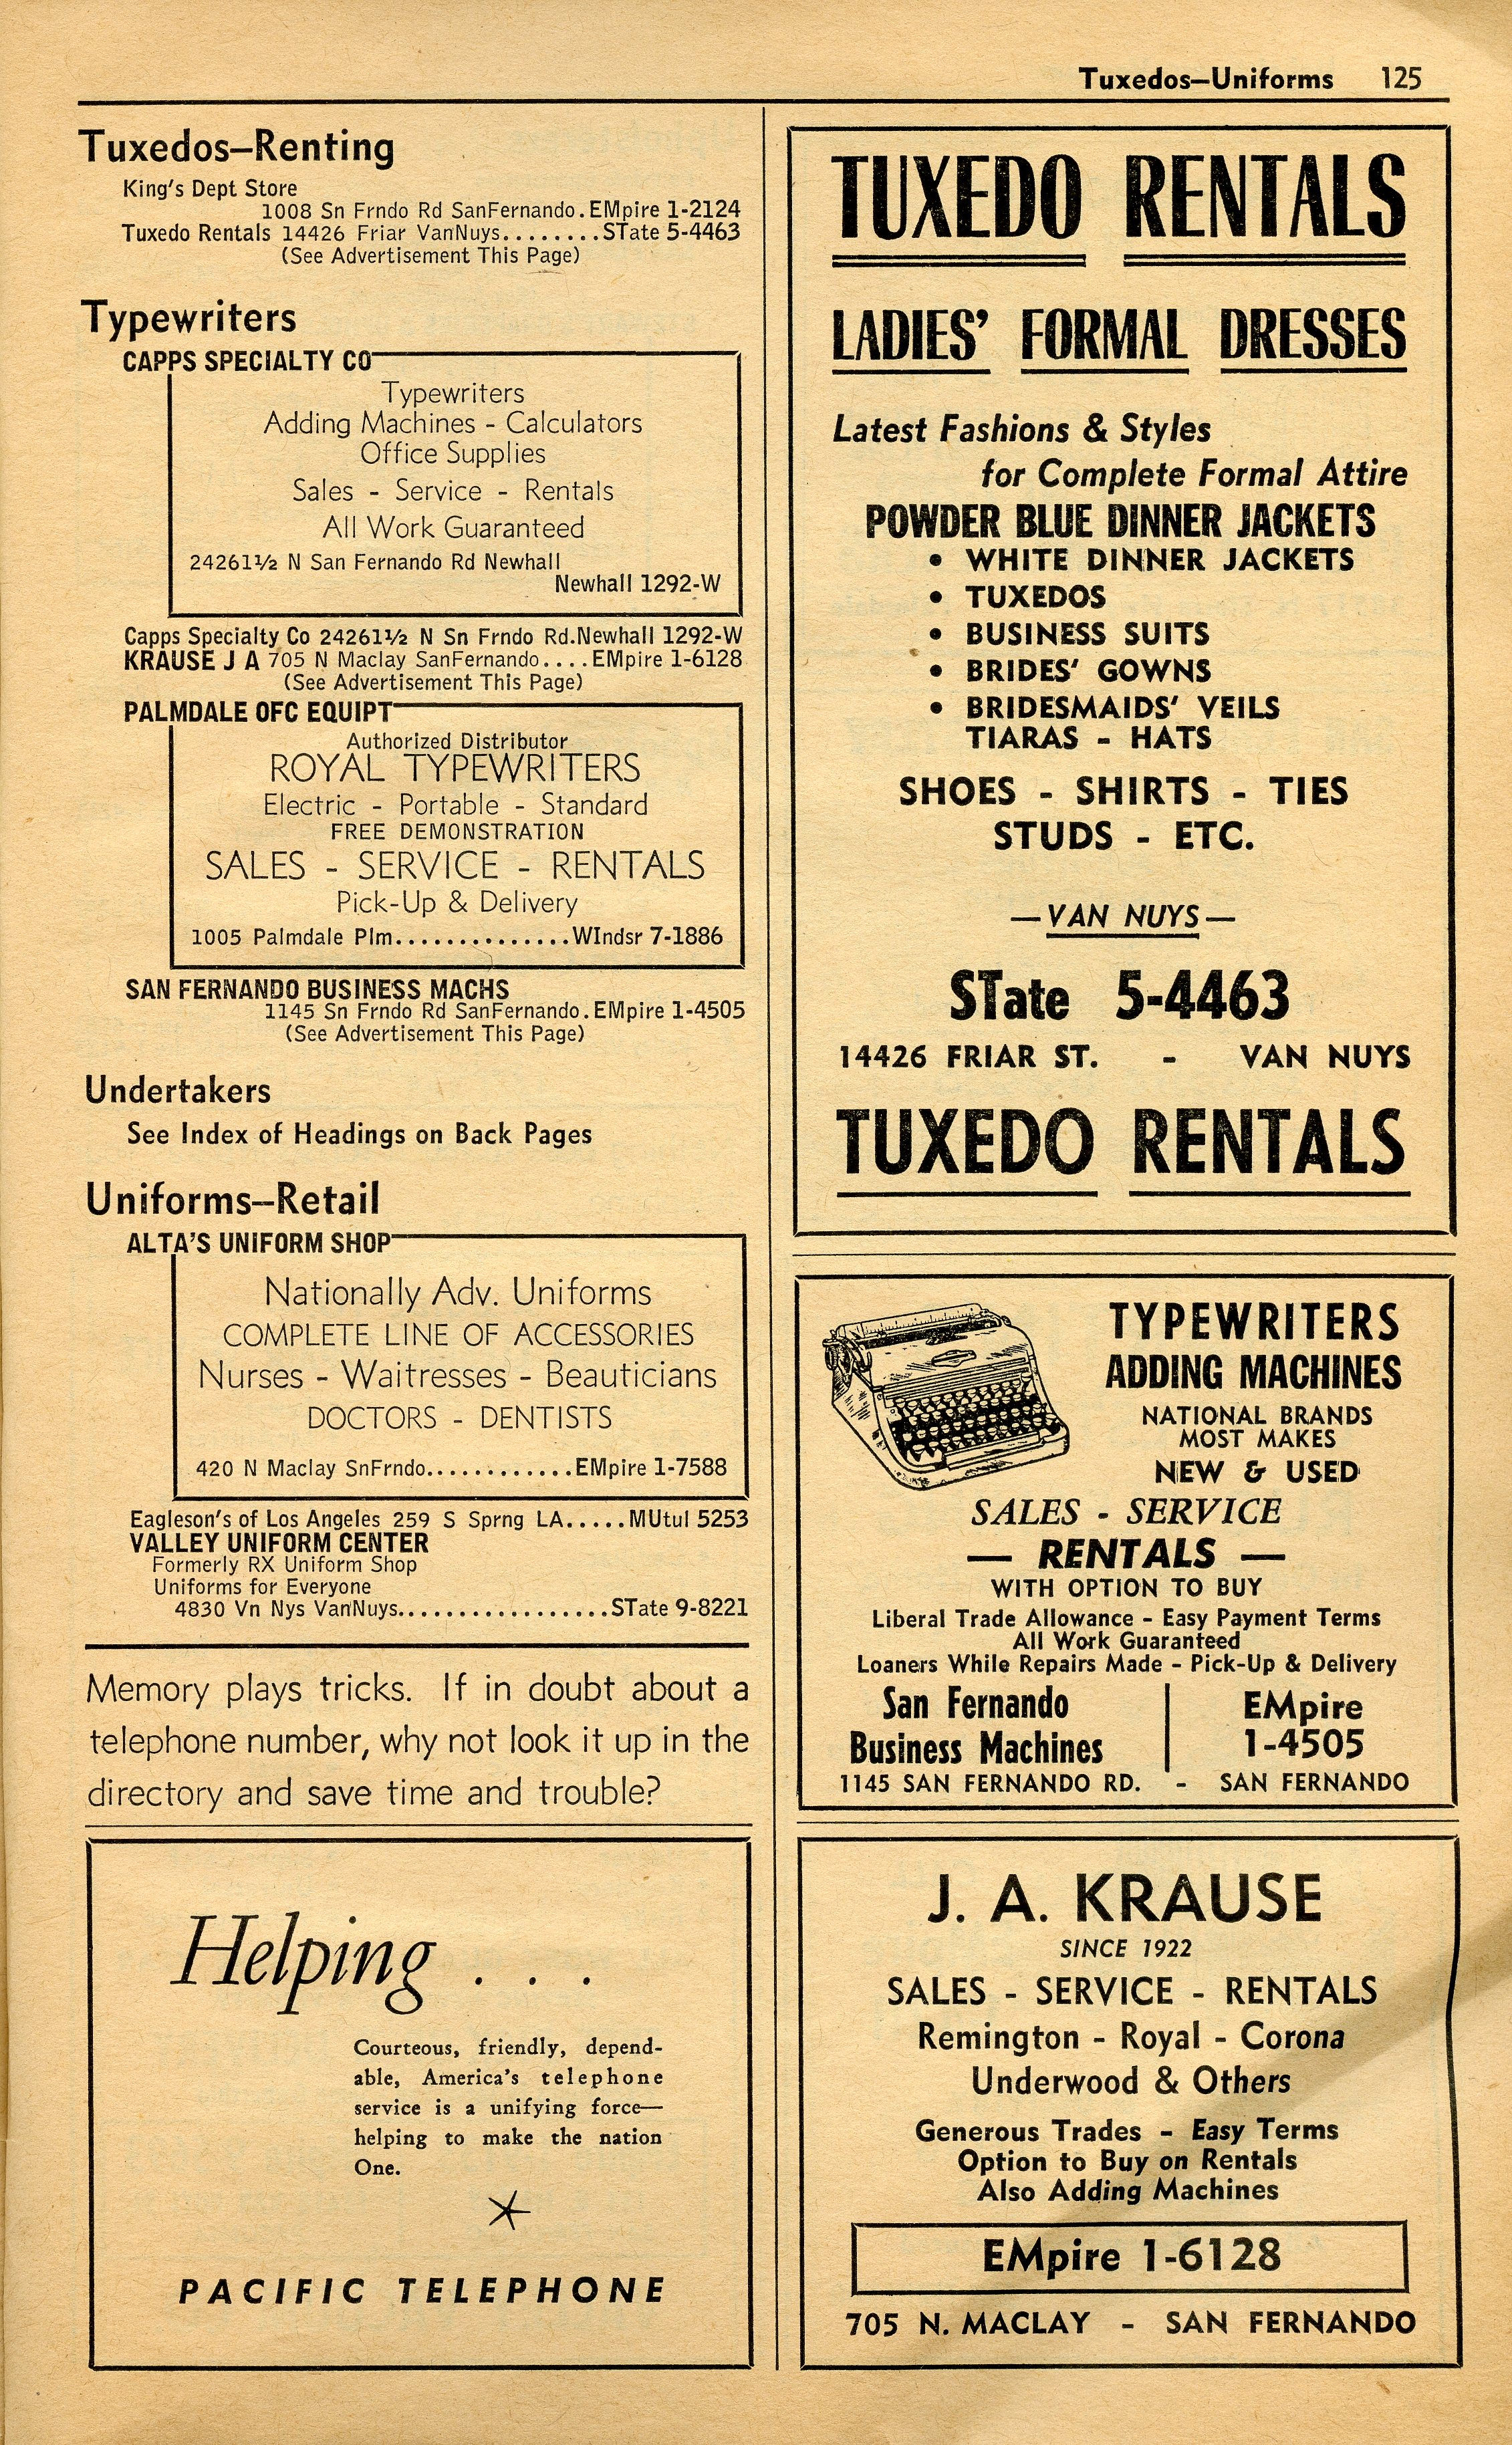 Tuxedos—Uniforms 125
Tuxedos—Renting
King's Dept Store
1008 Sn Frndo Rd SanFernando.EMpire 1-2124
Tuxedo Rentals 14426 Friar VanNuys........STate 5-4463
(See Advertisement This Page)
Typewriters
CAPPS SPECIALTY CO
Typewriters
Adding Machines - Calculators
Office Supplies
Sales - Service - Rentals
All Work Guaranteed
24261½ N San Fernando Rd Newhall
Newhall 1292-W
Capps Specialty Co 24261½ N Sn Frndo Rd.Newhall 1292-W
KRAUSE J A 705 N Maclay SanFernando....EMpire 1-6128
(See Advertisement This Page)
PALMDALE OFC EQUIPT
Authorized Distributor
ROYAL TYPEWRITERS
Electric - Portable - Standard
FREE DEMONSTRATION
SALES - SERVICE - RENTALS
Pick-Up & Delivery
1005 Palmdale Plm..............WIndsr 7-1886
SAN FERNANDO BUSINESS MACHS
1145 Sn Frndo Rd SanFernando.EMpire 1-4505
(See Advertisement This Page)
Undertakers
See Index of Headings on Back Pages
Uniforms—Retail
ALTA'S UNIFORM SHOP
Nationally Adv. Uniforms
COMPLETE LINE OF ACCESSORIES
Nurses - Waitresses - Beauticians
DOCTORS - DENTISTS
420 N Maclay SnFrndo............EMpire 1-7588
Eagleson's of Los Angeles 259 S Sprng LA.....MUtul 5253
VALLEY UNIFORM CENTER
Formerly RX Uniform Shop
Uniforms for Everyone
4830 Vn Nys VanNuys.................STate 9-8221
Memory plays tricks. If in doubt about a
telephone number, why not look it up in the
directory and save time and trouble?
Helping . . .
Courteous, friendly, depend-
able, America's telephone
service is a unifying force—
helping to make the nation
One.
PACIFIC TELEPHONE
TUXEDO RENTALS
LADIES' FORMAL DRESSES
Latest Fashions & Styles
for Complete Formal Attire
POWDER BLUE DINNER JACKETS
• WHITE DINNER JACKETS
• TUXEDOS
• BUSINESS SUITS
• BRIDES' GOWNS
• BRIDESMAIDS' VEILS
TIARAS - HATS
SHOES - SHIRTS - TIES
STUDS - ETC.
—VAN NUYS—
STate 5-4463
14426 FRIAR ST. - VAN NUYS
TUXEDO RENTALS
TYPEWRITERS
ADDING MACHINES
NATIONAL BRANDS
MOST MAKES
NEW & USED
SALES - SERVICE
— RENTALS —
WITH OPTION TO BUY
Liberal Trade Allowance - Easy Payment Terms
All Work Guaranteed
Loaners While Repairs Made - Pick-Up & Delivery
San Fernando
Business Machines
EMpire
1-4505
1145 SAN FERNANDO RD. - SAN FERNANDO
J. A. KRAUSE
SINCE 1922
SALES - SERVICE - RENTALS
Remington - Royal - Corona
Underwood & Others
Generous Trades - Easy Terms
Option to Buy on Rentals
Also Adding Machines
EMpire 1-6128
705 N. MACLAY - SAN FERNANDO